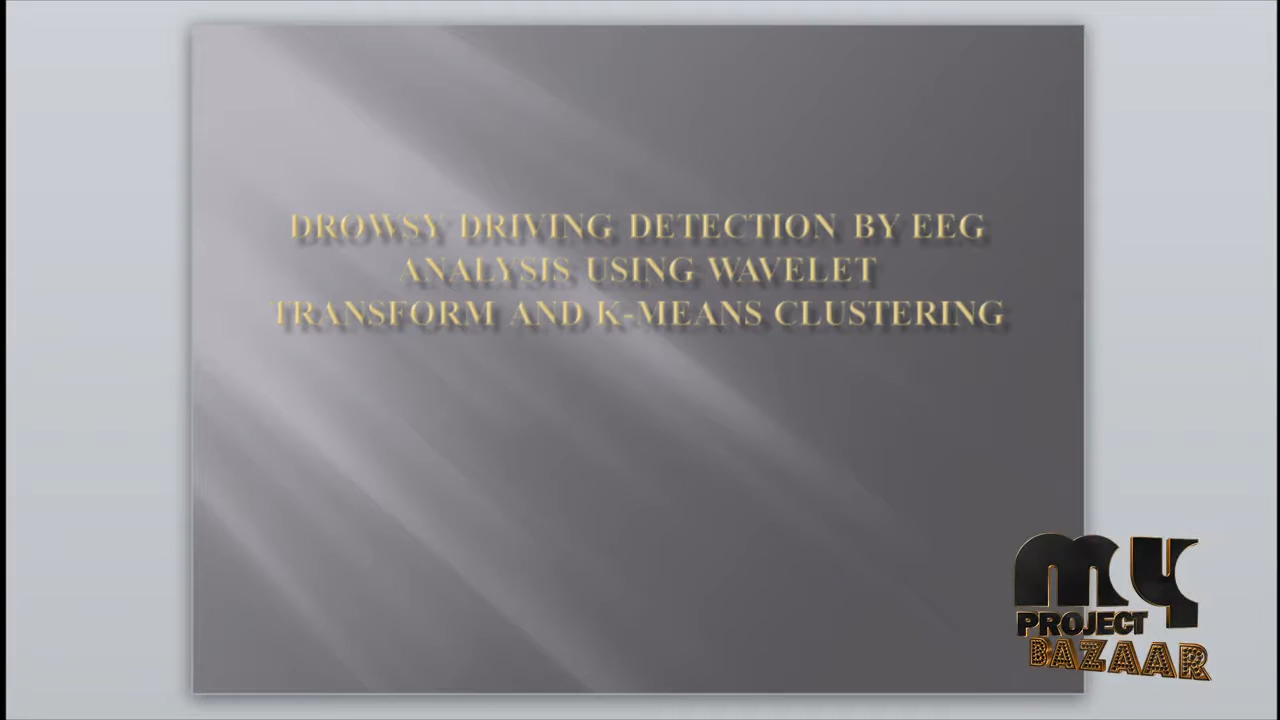 DROWSY DRIVING DETECTION BY EEG
ANALYSIS USING WAVELET
TRANSFORM AND K-MEANS CLUSTERING
MY
PROJECT
BAZAAR